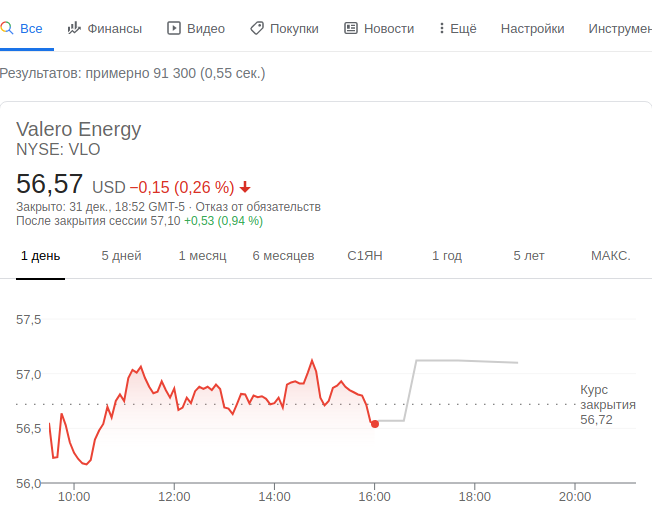 Все Финансы Видео Покупки Новости Ещё Настройки Инструмен
Результатов: примерно 91 300 (0,55 сек.)
Valero Energy
NYSE: VLO
56,57 USD −0,15 (0,26 %)
Закрыто: 31 дек., 18:52 GMT-5 · Отказ от обязательств
После закрытия сессии 57,10 +0,53 (0,94 %)
1 день 5 дней 1 месяц 6 месяцев С1ЯН 1 год 5 лет МАКС.
57,5
57,0
56,5
56,0
Курс
закрытия
56,72
10:00 12:00 14:00 16:00 18:00 20:00